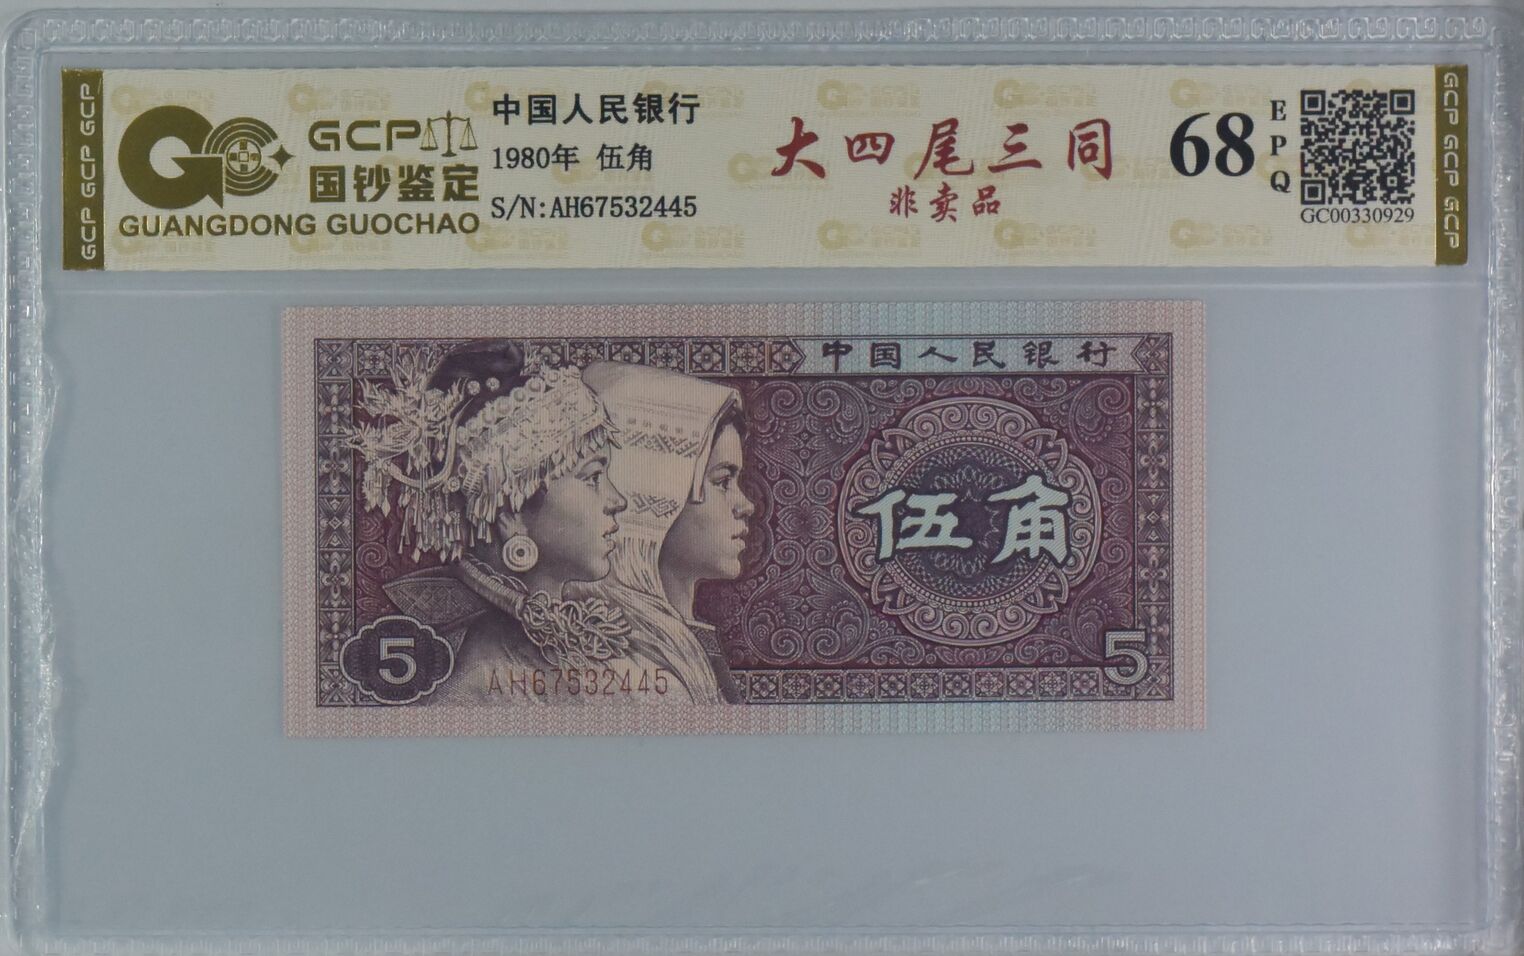 GCP GCP GCP
GCP
国钞鉴定
GUANGDONG GUOCHAO
中国人民银行
1980年 伍角
S/N:AH67532445
大四尾三同
非卖品
68
EPQ
GC00330929
GCP GCP GCP
中国人民银行
伍角
5
AH67532445
5